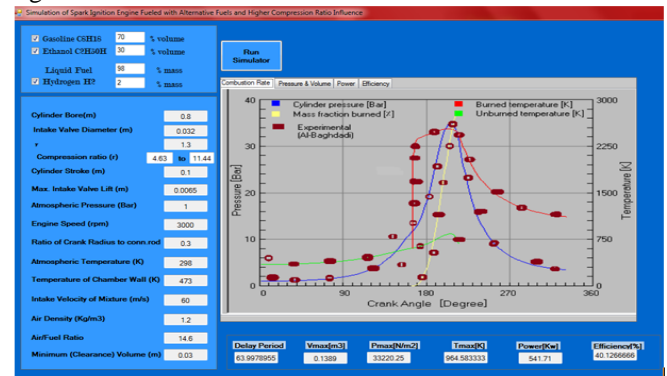 Simulation of Spark Ignition Engine Fueled with Alternative Fuels and Higher Compression Ratio Influence
Gasoline C8H18 70 % volume
Ethanol C2H5OH 30 % volume
Liquid Fuel 98 % mass
Hydrogen H2 2 % mass
Run
Simulator
Combustion Rate Pressure & Volume Power Efficiency
Cylinder Bore(m) 0.8
Intake Valve Diameter (m) 0.032
1.3
Compression ratio (r) 4.63 to 11.44
Cylinder Stroke (m) 0.1
Max. Intake Valve Lift (m) 0.0065
Atmospheric Pressure (Bar) 1
Engine Speed (rpm) 3000
Ratio of Crank Radius to conn.rod 0.3
Atmospheric Temperature (K) 298
Temperature of Chamber Wall (K) 473
Intake Velocity of Mixture (m/s) 60
Air Density (Kg/m3) 1.2
Air/Fuel Ratio 14.6
Minimum (Clearance) Volume (m) 0.03
Cylinder pressure [Bar]
Mass fraction burned [%]
Experimental
(Al-Baghdadi)
Burned temperature [K]
Unburned temperature [K]
Pressure [Bar]
40
30
20
10
0
Temperature [K]
3000
2250
1500
750
0
0 90 180 270 360
Crank Angle [Degree]
Delay Period Vmax[m3] Pmax[N/m2] Tmax[K] Power[Kw] Efficiency[%]
63.9978955 0.1389 33220.25 964.583333 541.71 40.1266666